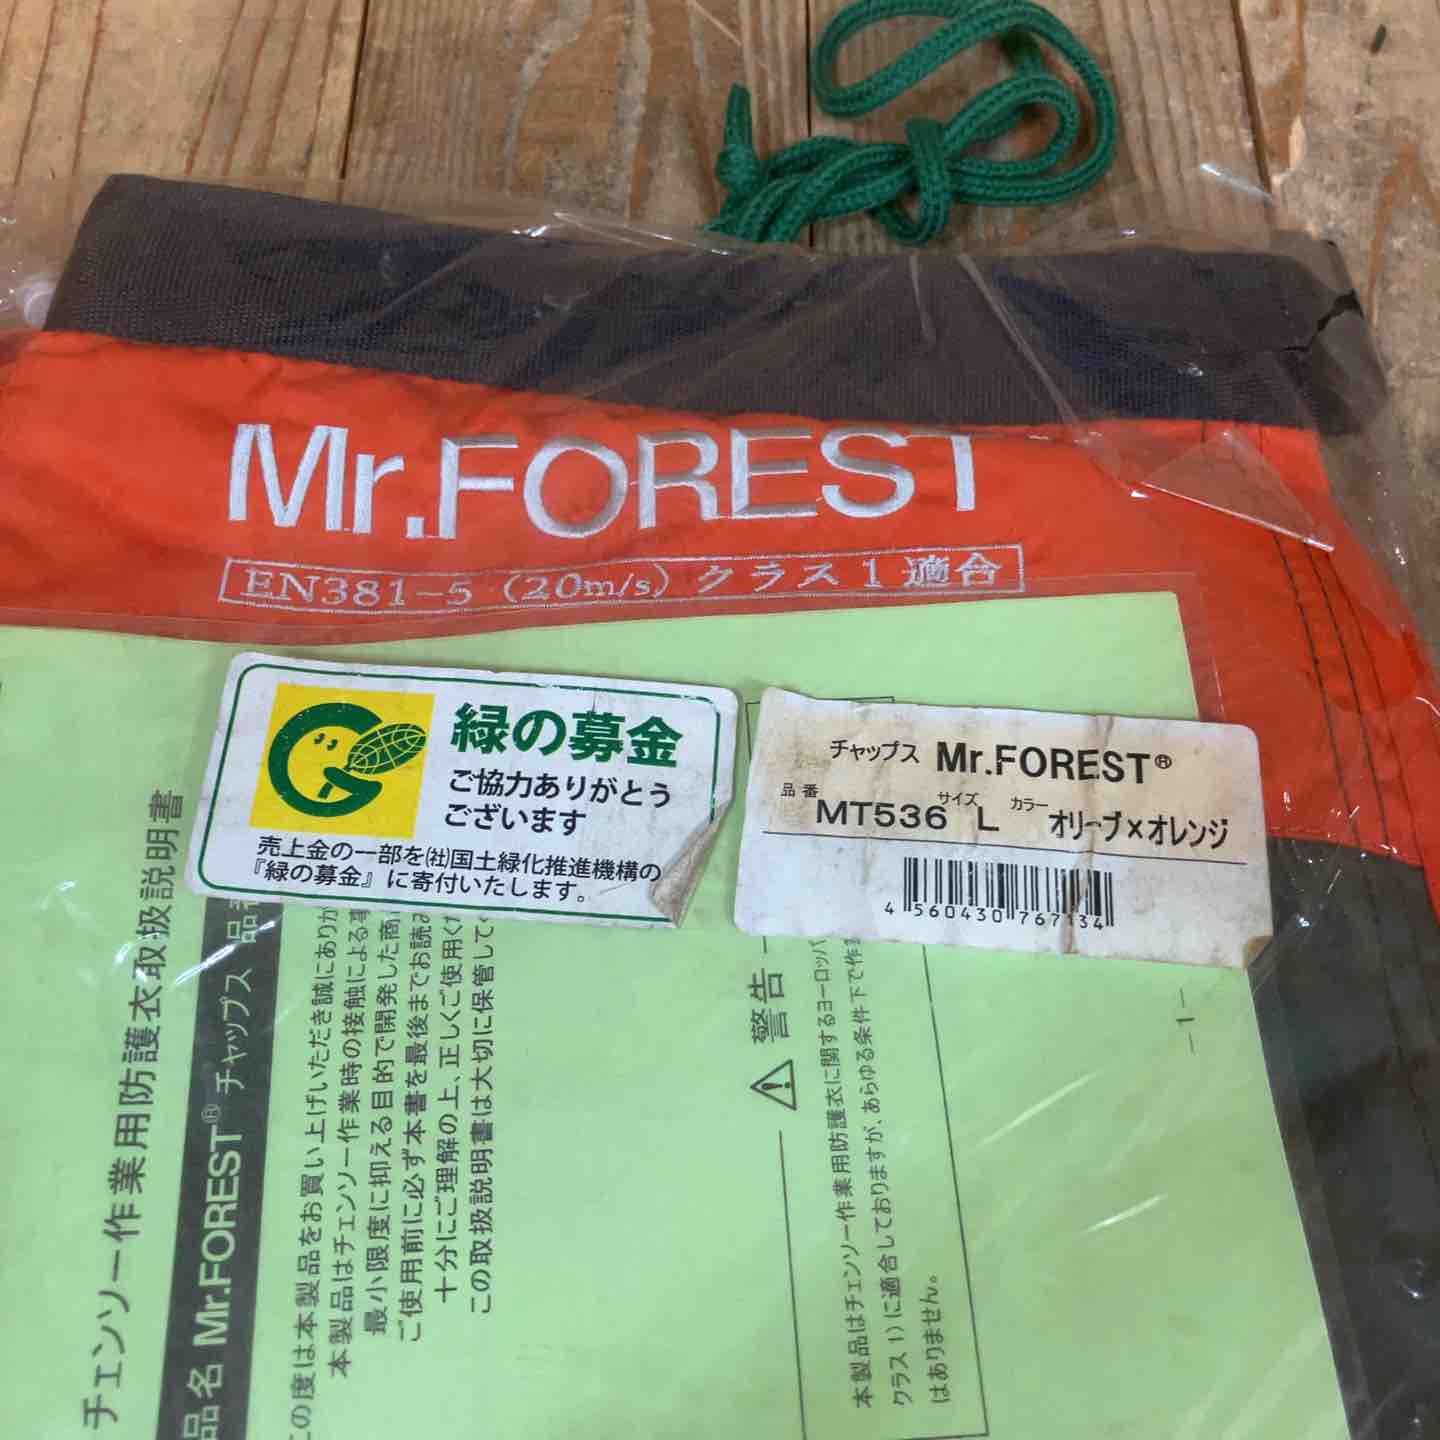 Mr.FOREST
EN381-5 (20m/s) クラス1適合
緑の募金
ご協力ありがとう
ございます
売上金の一部を(社)国土緑化推進機構の
『緑の募金』に寄付いたします。
チャップス Mr.FOREST®
品番 MT536 サイズ L カラー オリーブ×オレンジ
4 560430 767134
チェンソー作業用防護衣取扱説明書
品名 Mr.FOREST® チャップス 品番
この度は本製品をお買い上げいただき誠にありが
本製品はチェンソー作業時の接触による事
最小限度に抑える目的で開発した商
ご使用前に必ず本書を最後までお読み
十分にご理解の上、正しくご使用くだ
この取扱説明書は大切に保管して
警告
本製品はチェンソー作業用防護衣に関するヨーロッパ
クラス1)に適合しておりますが、あらゆる条件下で作
はありません。
-1-